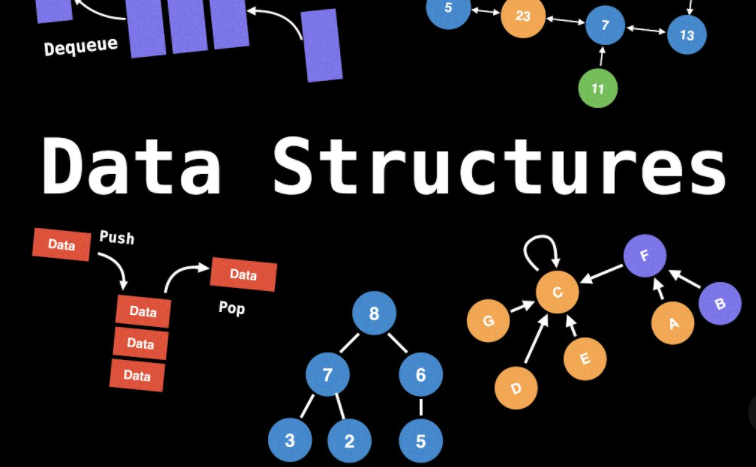 5
23
7
13
Dequeue
11
Data Structures
Data
Push
Data
Pop
Data
Data
Data
8
7
6
3
2
5
F
C
B
G
A
E
D